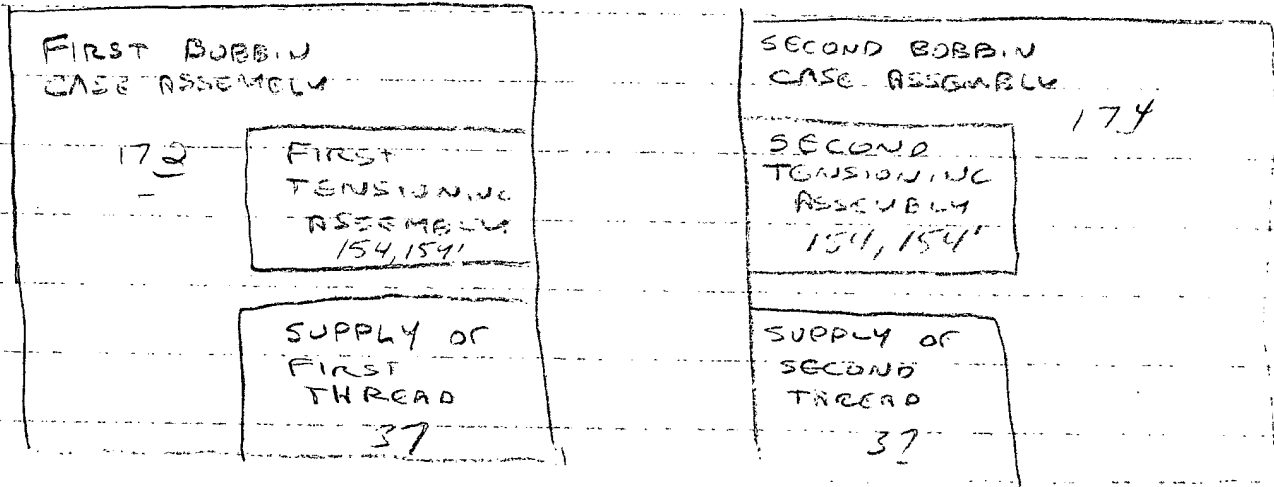 FIRST BOBBIN
CASE ASSEMBLY
172
FIRST
TENSIONING
ASSEMBLY
154, 154'
SUPPLY OF
FIRST
THREAD
37
SECOND BOBBIN
CASE ASSEMBLY
174
SECOND
TENSIONING
ASSEMBLY
154, 154'
SUPPLY OF
SECOND
THREAD
37